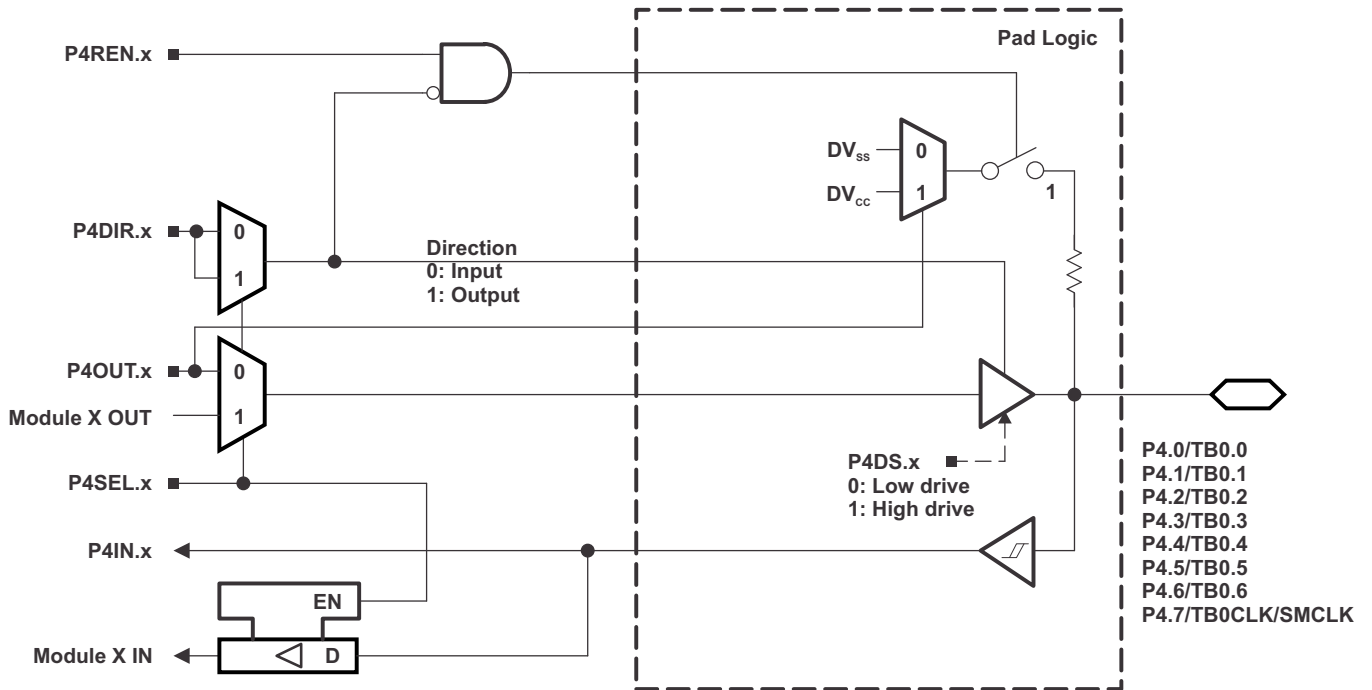 Pad Logic
P4REN.x
DVSS
0
DVCC
1
1
P4DIR.x
0
1
Direction
0: Input
1: Output
P4OUT.x
0
Module X OUT
1
P4SEL.x
P4DS.x
0: Low drive
1: High drive
P4.0/TB0.0
P4.1/TB0.1
P4.2/TB0.2
P4.3/TB0.3
P4.4/TB0.4
P4.5/TB0.5
P4.6/TB0.6
P4.7/TB0CLK/SMCLK
P4IN.x
EN
Module X IN
D